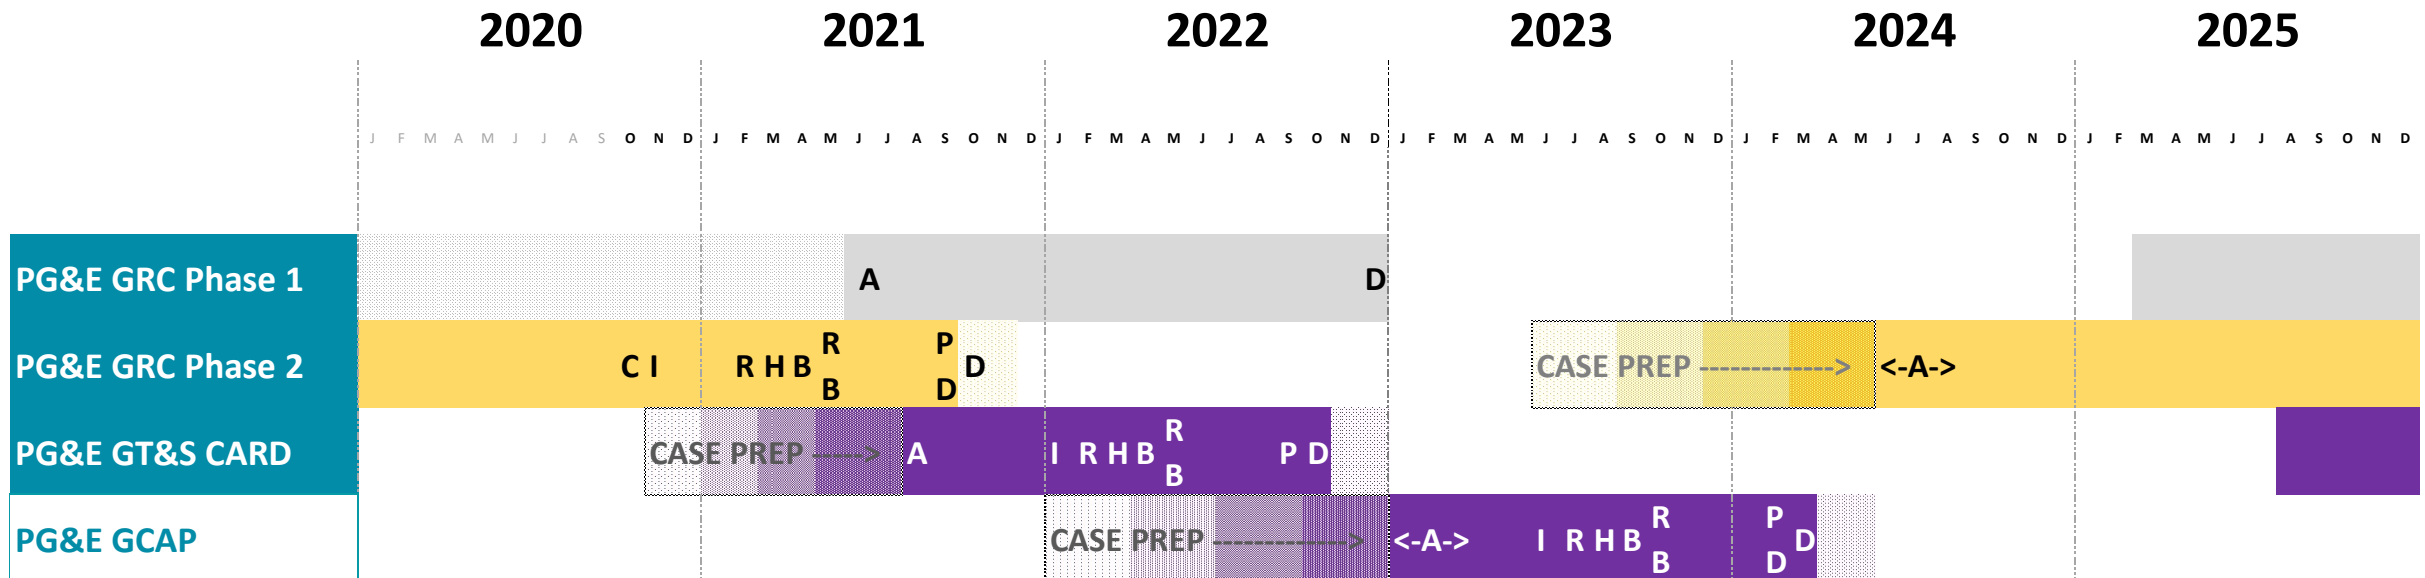 2020 2021 2022 2023 2024 2025
J F M A M J J A S O N D J F M A M J J A S O N D J F M A M J J A S O N D J F M A M J J A S O N D J F M A M J J A S O N D J F M A M J J A S O N D
PG&E GRC Phase 1 A D
PG&E GRC Phase 2 C I R H B R B P D D CASE PREP -------------> <-A->
PG&E GT&S CARD CASE PREP -----> A I R H B R B P D
PG&E GCAP CASE PREP -------------> <-A-> I R H B R B P D D